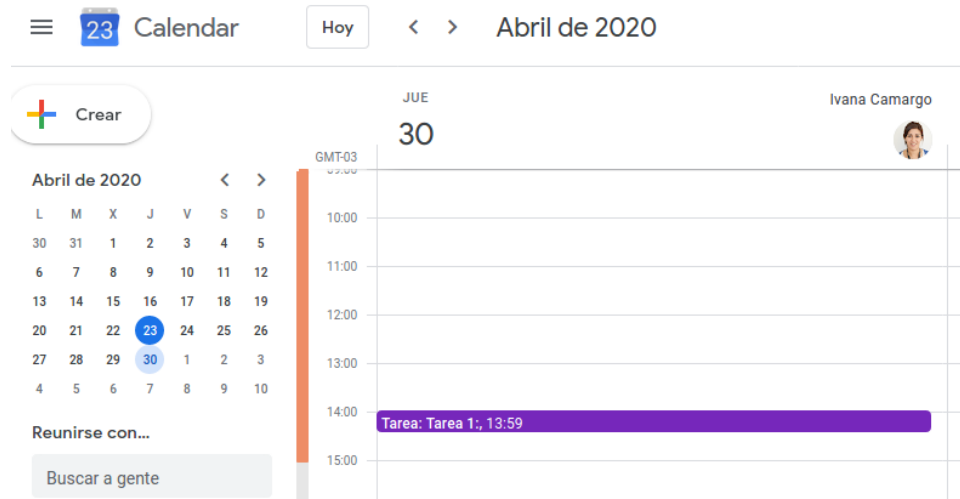 23 Calendar Hoy Abril de 2020
Crear
Abril de 2020
L M X J V S D
30 31 1 2 3 4 5
6 7 8 9 10 11 12
13 14 15 16 17 18 19
20 21 22 23 24 25 26
27 28 29 30 1 2 3
4 5 6 7 8 9 10
Reunirse con...
Buscar a gente
JUE
30
Ivana Camargo
GMT-03
09:00
10:00
11:00
12:00
13:00
14:00
Tarea: Tarea 1:, 13:59
15:00